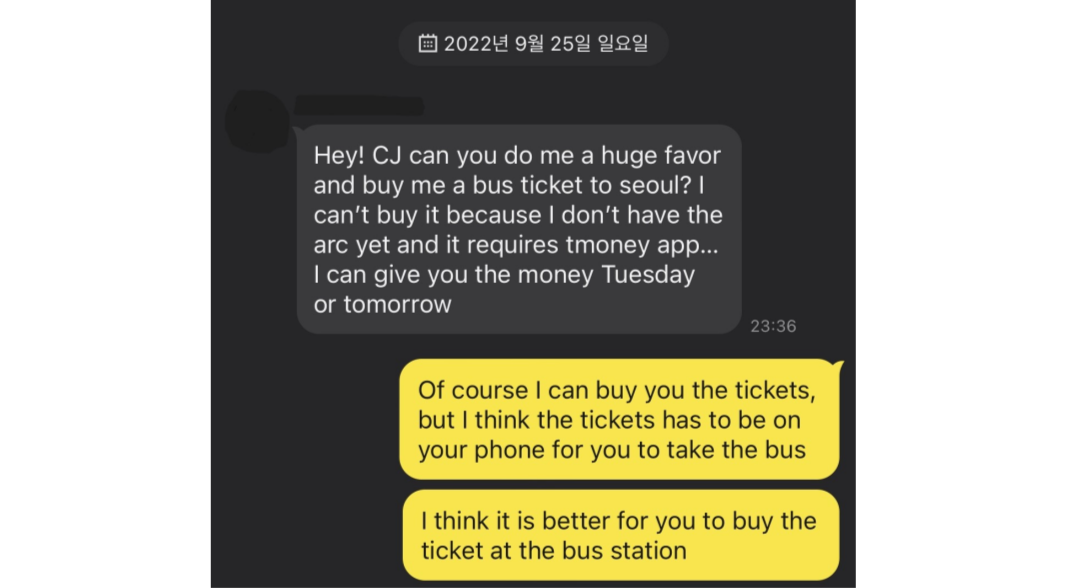 2022년 9월 25일 일요일
Hey! CJ can you do me a huge favor
and buy me a bus ticket to seoul? I
can’t buy it because I don’t have the
arc yet and it requires tmoney app...
I can give you the money Tuesday
or tomorrow
23:36
Of course I can buy you the tickets,
but I think the tickets has to be on
your phone for you to take the bus
I think it is better for you to buy the
ticket at the bus station